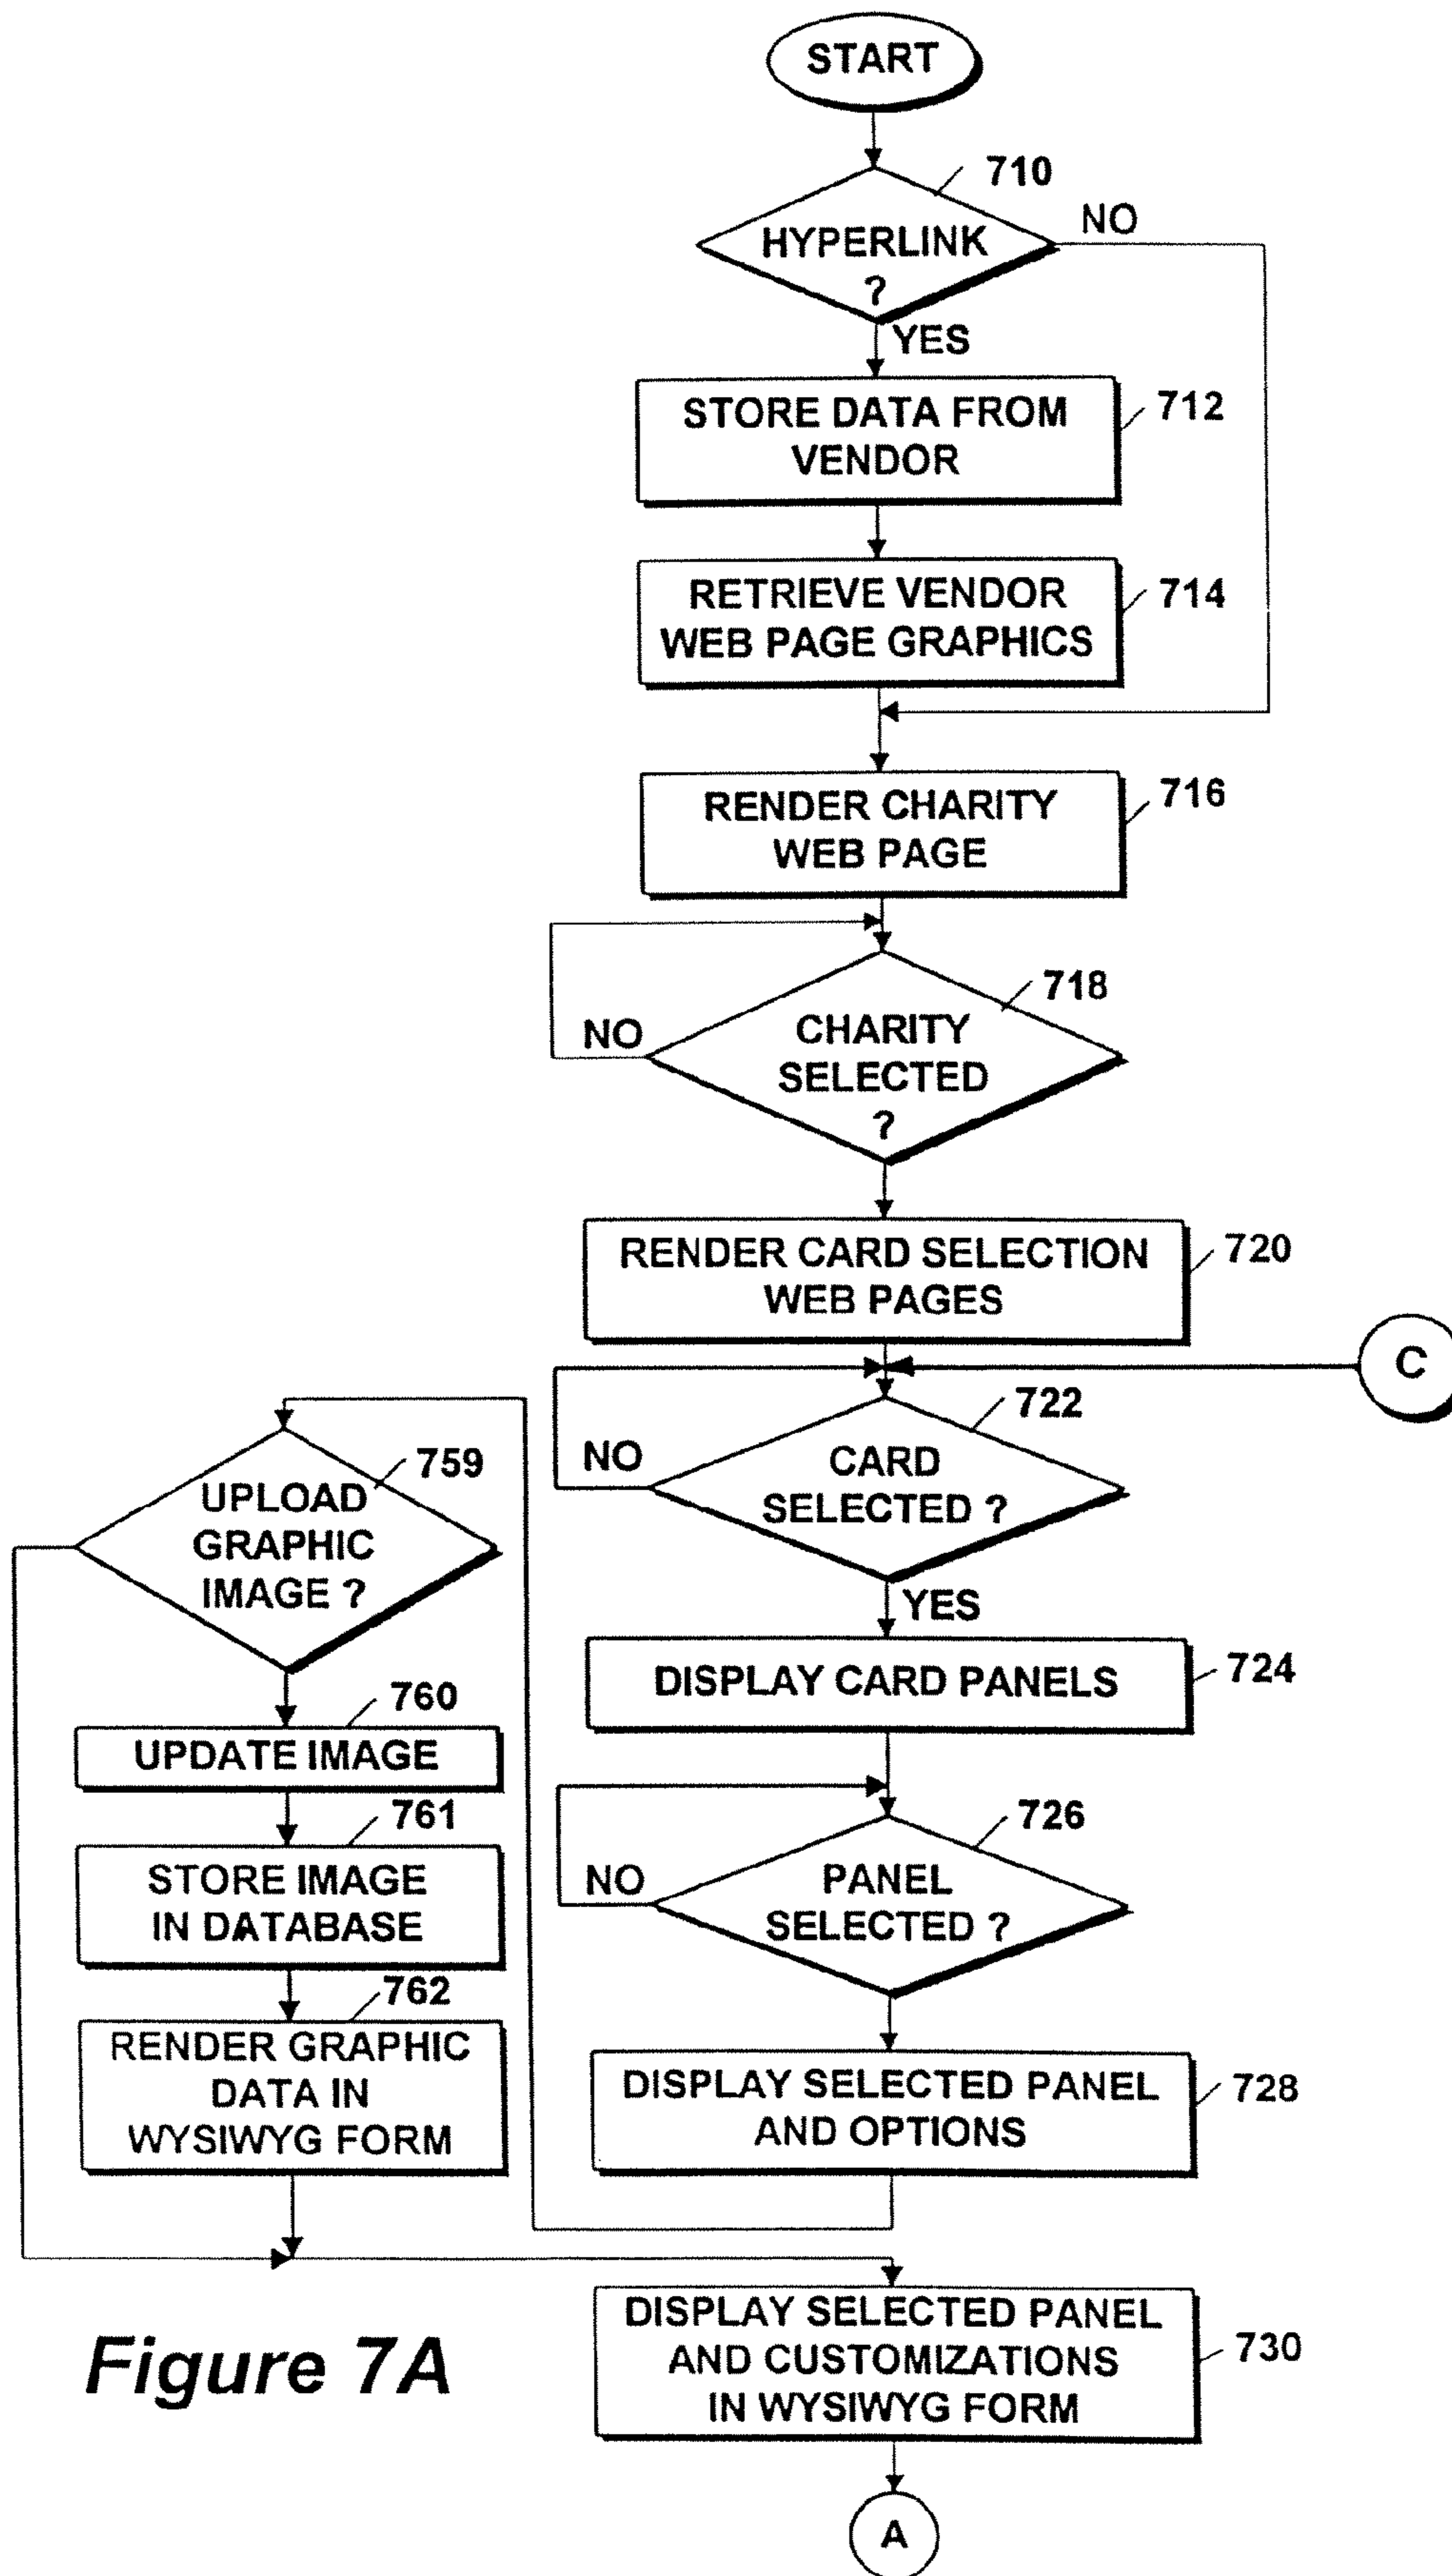 START
710
HYPERLINK
?
NO
YES
STORE DATA FROM
VENDOR
712
RETRIEVE VENDOR
WEB PAGE GRAPHICS
714
RENDER CHARITY
WEB PAGE
716
718
CHARITY
SELECTED
?
NO
RENDER CARD SELECTION
WEB PAGES
720
C
722
CARD
SELECTED ?
NO
YES
DISPLAY CARD PANELS
724
726
PANEL
SELECTED ?
NO
DISPLAY SELECTED PANEL
AND OPTIONS
728
759
UPLOAD
GRAPHIC
IMAGE ?
760
UPDATE IMAGE
761
STORE IMAGE
IN DATABASE
762
RENDER GRAPHIC
DATA IN
WYSIWYG FORM
DISPLAY SELECTED PANEL
AND CUSTOMIZATIONS
IN WYSIWYG FORM
730
A
Figure 7A